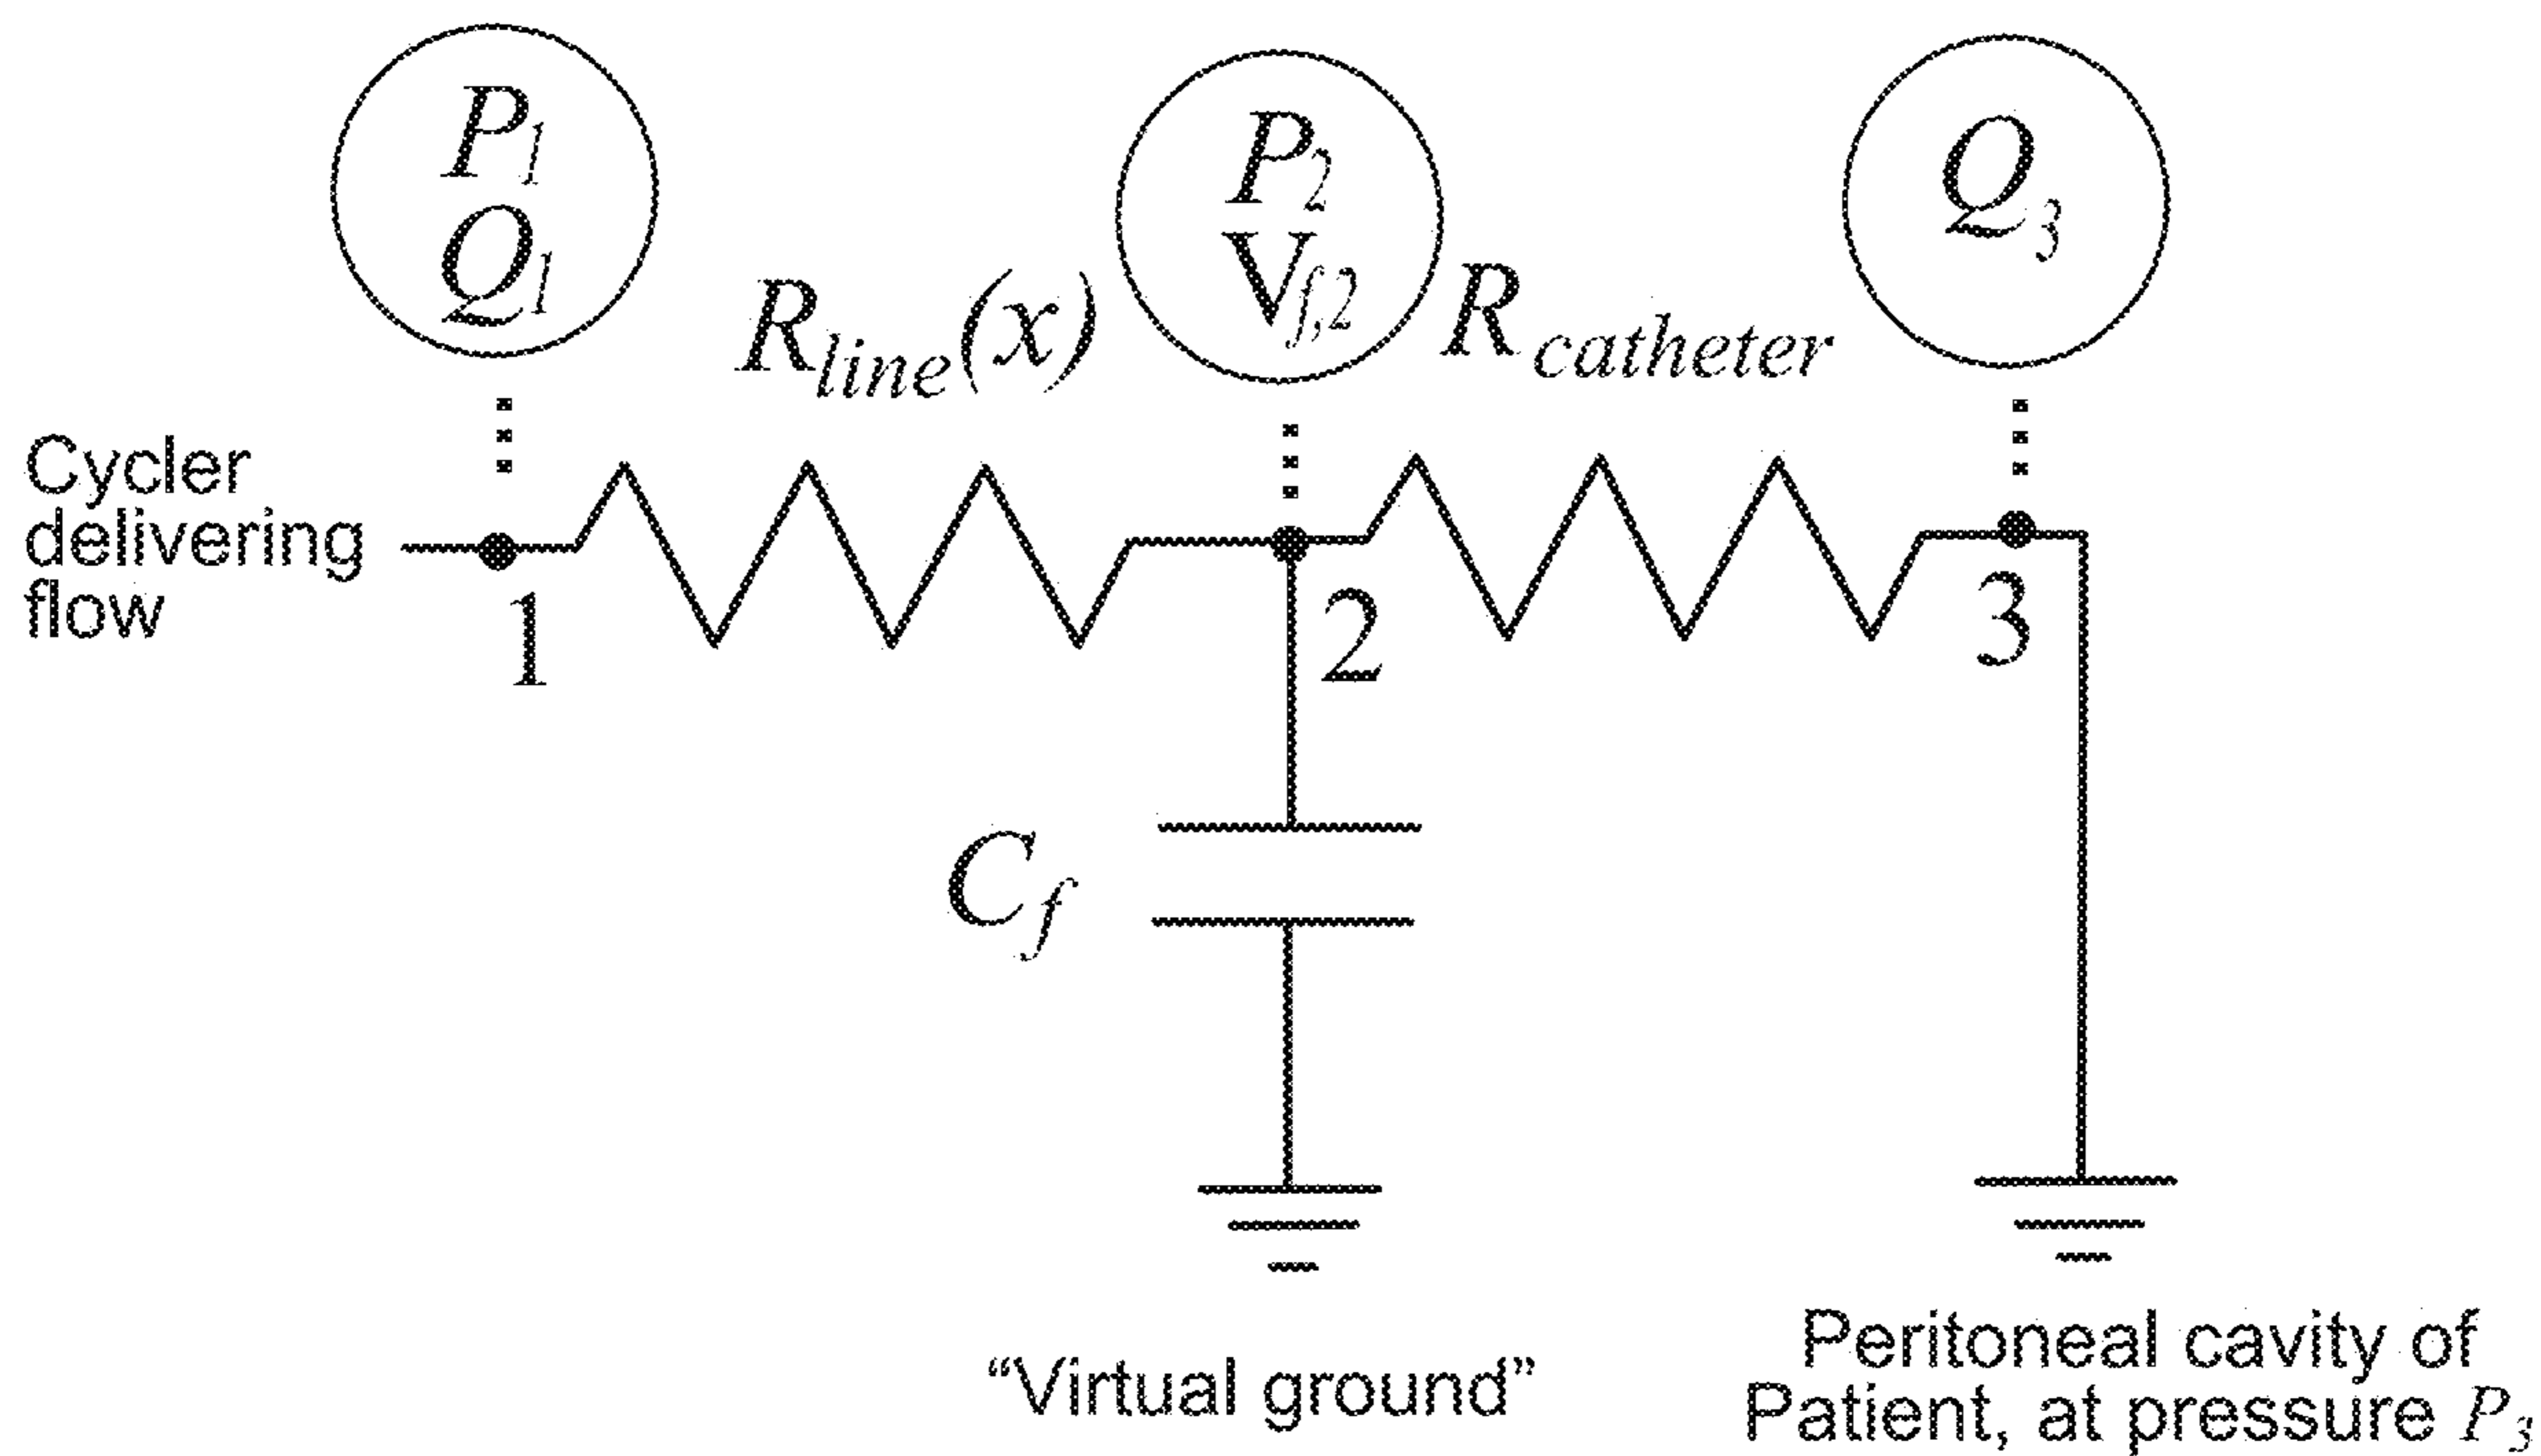 P1
Q1
P2
Vf,2
Q3
Rline(x)
Rcatheter
Cycler
delivering
flow
1
2
3
Cf
“Virtual ground”
Peritoneal cavity of
Patient, at pressure P3